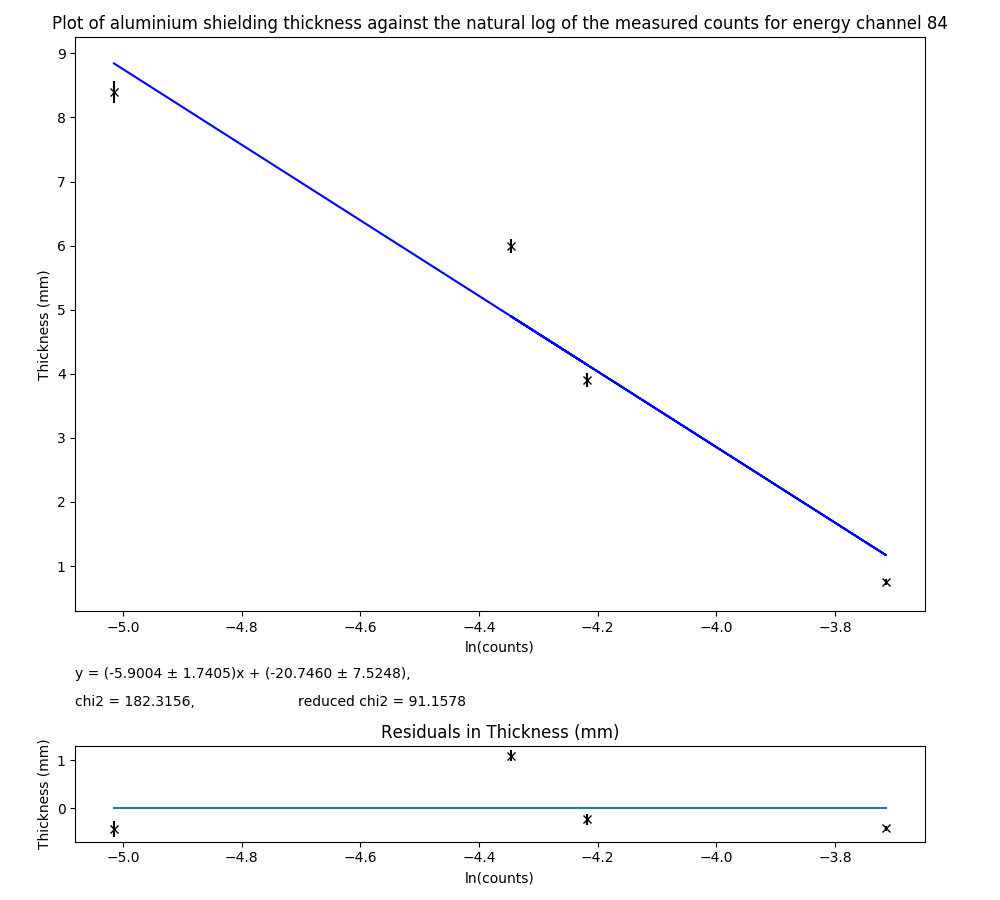 Plot of aluminium shielding thickness against the natural log of the measured counts for energy channel 84
9
8
7
6
5
4
3
2
1
Thickness (mm)
−5.0 −4.8 −4.6 −4.4 −4.2 −4.0 −3.8
ln(counts)
y = (-5.9004 ± 1.7405)x + (-20.7460 ± 7.5248),
chi2 = 182.3156, reduced chi2 = 91.1578
Residuals in Thickness (mm)
1
0
Thickness (mm)
−5.0 −4.8 −4.6 −4.4 −4.2 −4.0 −3.8
ln(counts)